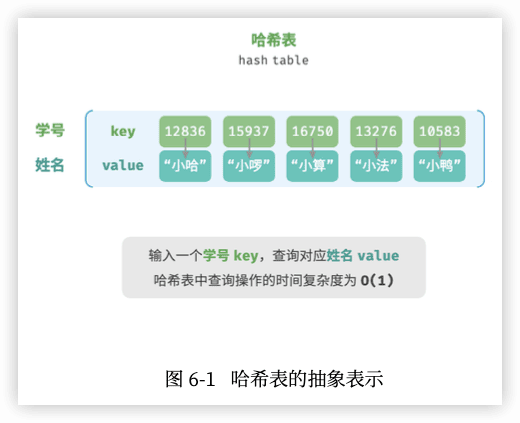 哈希表
hash table
学号 key 12836 15937 16750 13276 10583
姓名 value “小哈” “小啰” “小算” “小法” “小鸭”
输入一个学号 key，查询对应姓名 value
哈希表中查询操作的时间复杂度为 O(1)
图 6-1 哈希表的抽象表示